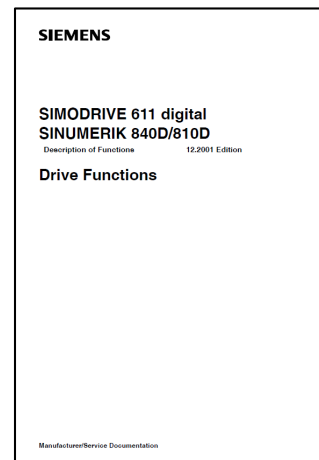 SIEMENS
SIMODRIVE 611 digital
SINUMERIK 840D/810D
Description of Functions 12.2001 Edition
Drive Functions
Manufacturer/Service Documentation